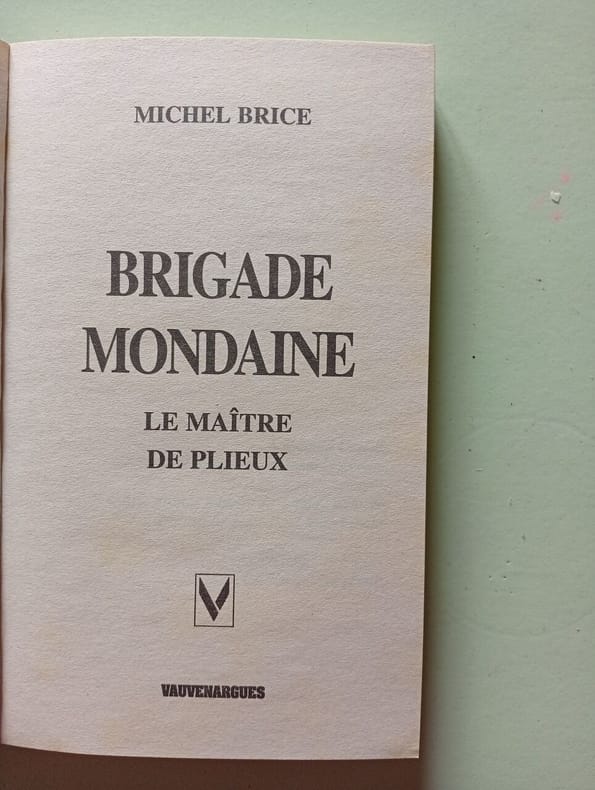 MICHEL BRICE
BRIGADE
MONDAINE
LE MAÎTRE
DE PLIEUX
V
VAUVENARGUES